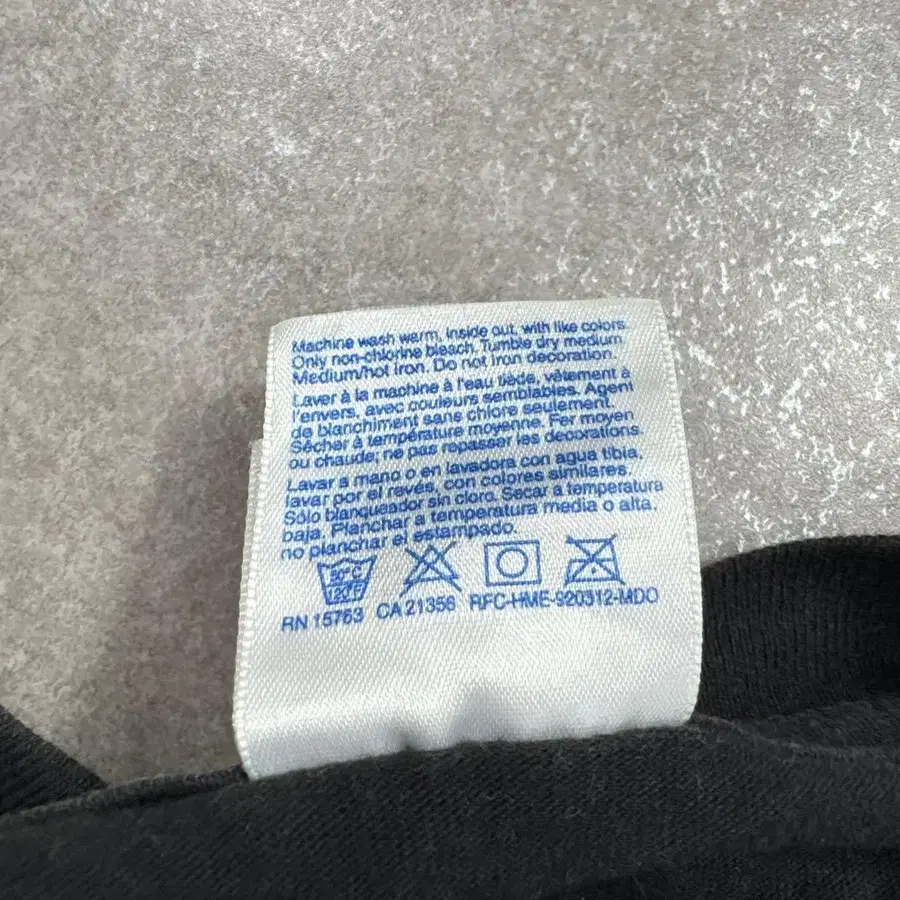 Machine wash warm, inside out, with like colors.
Only non-chlorine bleach. Tumble dry medium.
Medium/hot iron. Do not iron decoration.
Laver à la machine à l'eau tiède, vêtement à
l'envers, avec couleurs semblables. Agent
de blanchiment sans chlore seulement.
Sécher à température moyenne. Fer moyen
ou chaude; ne pas repasser les decorations.
Lavar a mano o en lavadora con agua tibia,
lavar por el revés, con colores similares.
Sólo blanqueador sin cloro. Secar a temperatura
baja. Planchar a temperatura media o alta,
no planchar el estampado.
50°C
120°F
RN 15763 CA 21356 RFC-HME-920312-MDO